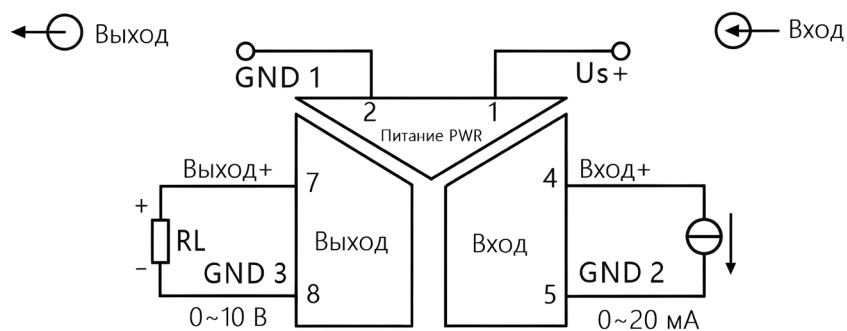 Выход
Вход
GND 1
Us+
2
1
Питание PWR
Выход+
7
4
Вход+
+
RL
Выход
Вход
−
GND 3
8
5
GND 2
0~10 В
0~20 мА